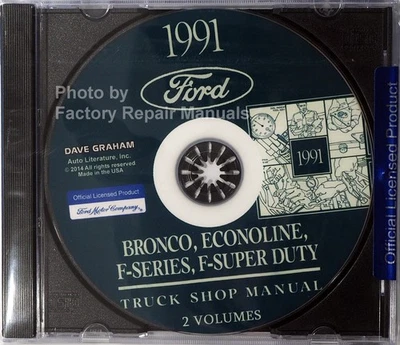 1991
Ford
Photo by
Factory Repair Manuals
DAVE GRAHAM
Auto Literature, Inc.
© 2014 All rights reserved
Made in the USA
Official Licensed Product
Ford Motor Company
1991
BRONCO, ECONOLINE,
F-SERIES, F-SUPER DUTY
TRUCK SHOP MANUAL
2 VOLUMES
Official Licensed Product